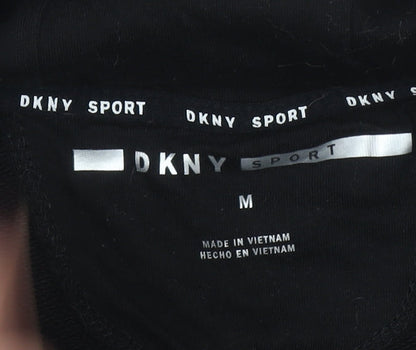 DKNY SPORT DKNY SPORT DKNY
DKNY SPORT
M
MADE IN VIETNAM
HECHO EN VIETNAM